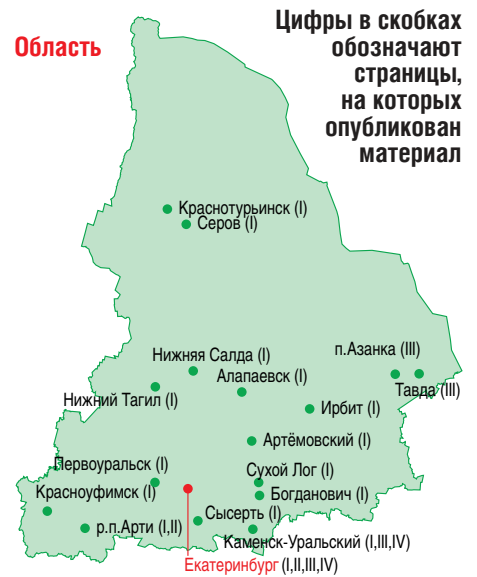 Область
Цифры в скобках
обозначают
страницы,
на которых
опубликован
материал
Краснотурьинск (I)
Серов (I)
п.Азанка (III)
Нижняя Салда (I)
Алапаевск (I)
Тавда (III)
Нижний Тагил (I)
Ирбит (I)
Артёмовский (I)
Первоуральск (I)
Сухой Лог (I)
Красноуфимск (I)
Богданович (I)
Сысерть (I)
р.п.Арти (I,II)
Каменск-Уральский (I,III,IV)
Екатеринбург (I,II,III,IV)